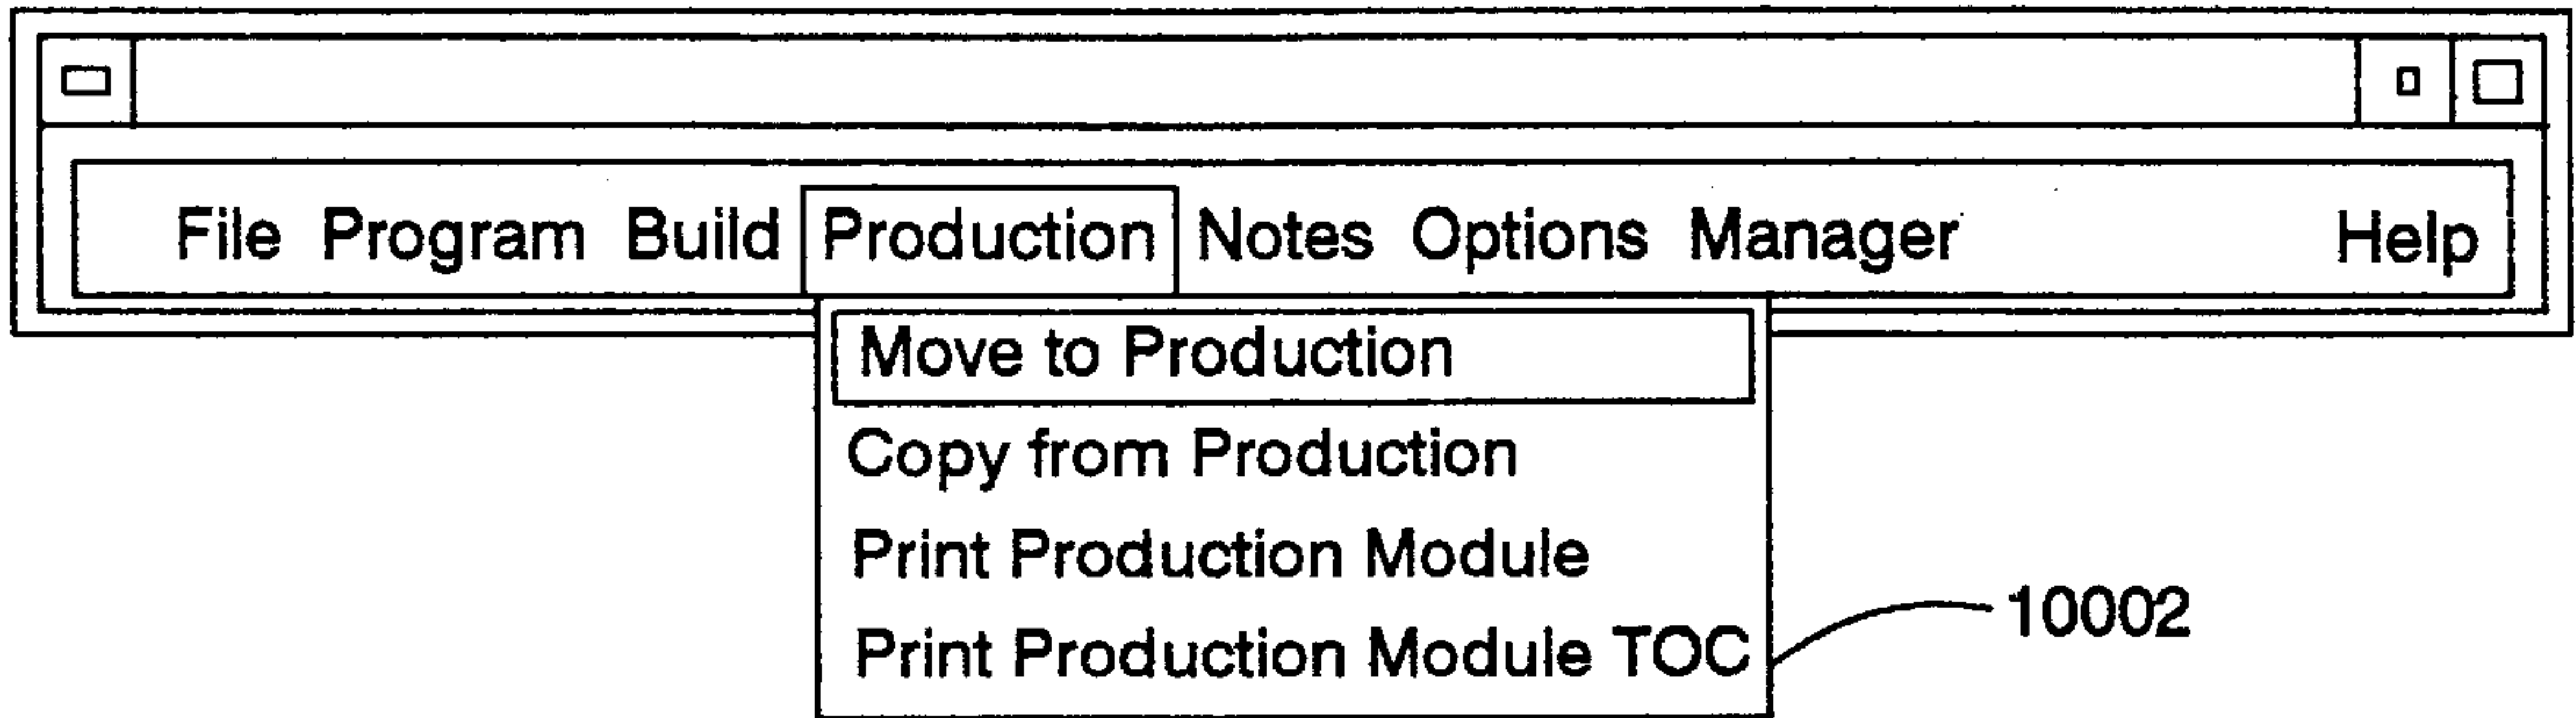 File Program Build Production Notes Options Manager Help
Move to Production
Copy from Production
Print Production Module
Print Production Module TOC
10002